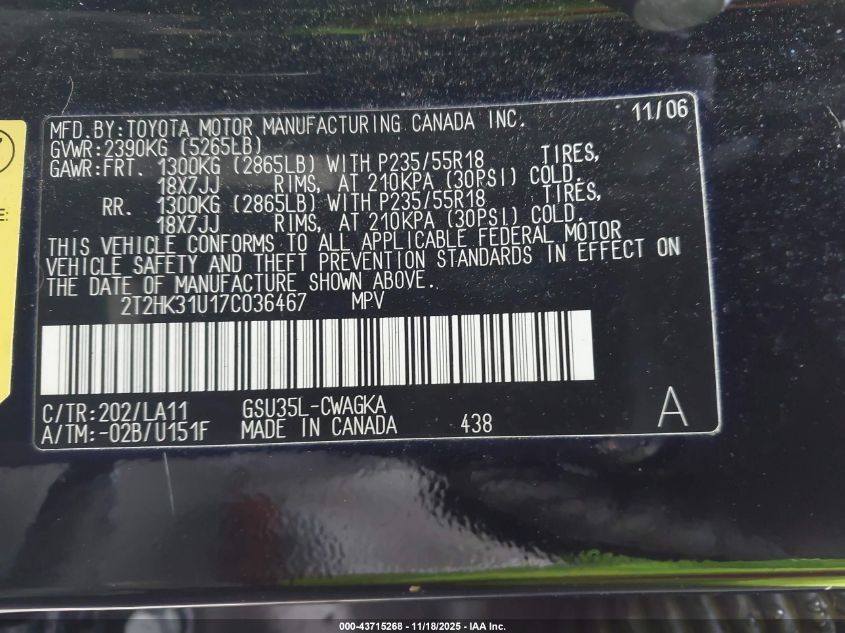 11/06
MFD.BY:TOYOTA MOTOR MANUFACTURING CANADA INC.
GVWR:2390KG (5265LB)
GAWR:FRT. 1300KG (2865LB) WITH P235/55R18 TIRES,
18X7JJ RIMS, AT 210KPA (30PSI) COLD.
RR. 1300KG (2865LB) WITH P235/55R18 TIRES,
18X7JJ RIMS, AT 210KPA (30PSI) COLD.
THIS VEHICLE CONFORMS TO ALL APPLICABLE FEDERAL MOTOR
VEHICLE SAFETY AND THEFT PREVENTION STANDARDS IN EFFECT ON
THE DATE OF MANUFACTURE SHOWN ABOVE.
2T2HK31U17C036467 MPV
C/TR:202/LA11 GSU35L-CWAGKA A
A/TM:-02B/U151F MADE IN CANADA 438
000-43715268 - 11/18/2025 - IAA Inc.